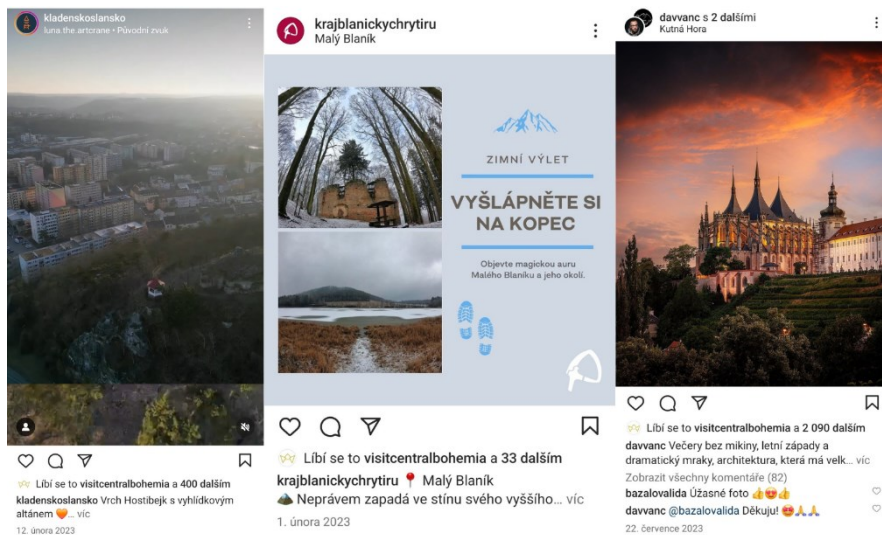 kladenskoslansko
luna the artcrane • Původní zvuk
Líbí se to visitcentralbohemia a 400 dalším
kladenskoslansko Vrch Hostibejk s vyhlídkovým
altánem 🧡... víc
12. února 2023
krajblanickychrytiru
Malý Blaník
ZIMNÍ VÝLET
VYŠLÁPNĚTE SI
NA KOPEC
Objevte magickou auru
Malého Blaníku a jeho okolí.
Líbí se to visitcentralbohemia a 33 dalším
krajblanickychrytiru 📍 Malý Blaník
⛰️ Neprávem zapadá ve stínu svého vyššího... víc
1. února 2023
davvanc s 2 dalšími
Kutná Hora
Líbí se to visitcentralbohemia a 2 090 dalším
davvanc Večery bez mikiny, letní západy a
dramatický mraky, architektura, která má velk... víc
Zobrazit všechny komentáře (82)
bazalovalida Úžasné foto 👍😍👍
davvanc @bazalovalida Děkuju! 😍🙏🙏
22. července 2023